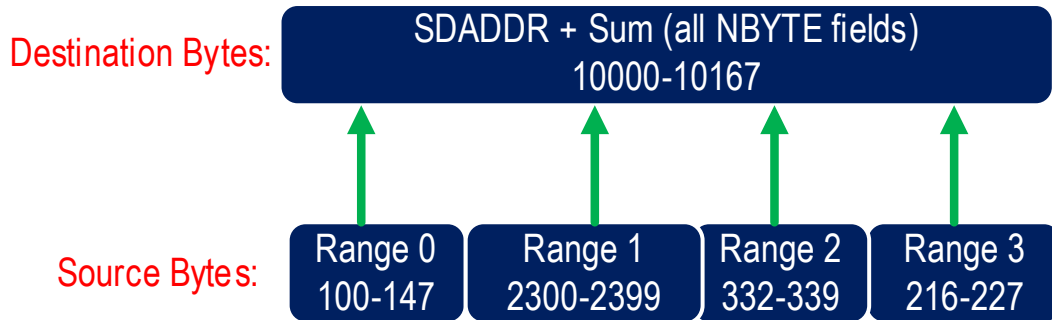 Destination Bytes:
SDADDR + Sum (all NBYTE fields)
10000-10167
Source Bytes:
Range 0
100-147
Range 1
2300-2399
Range 2
332-339
Range 3
216-227